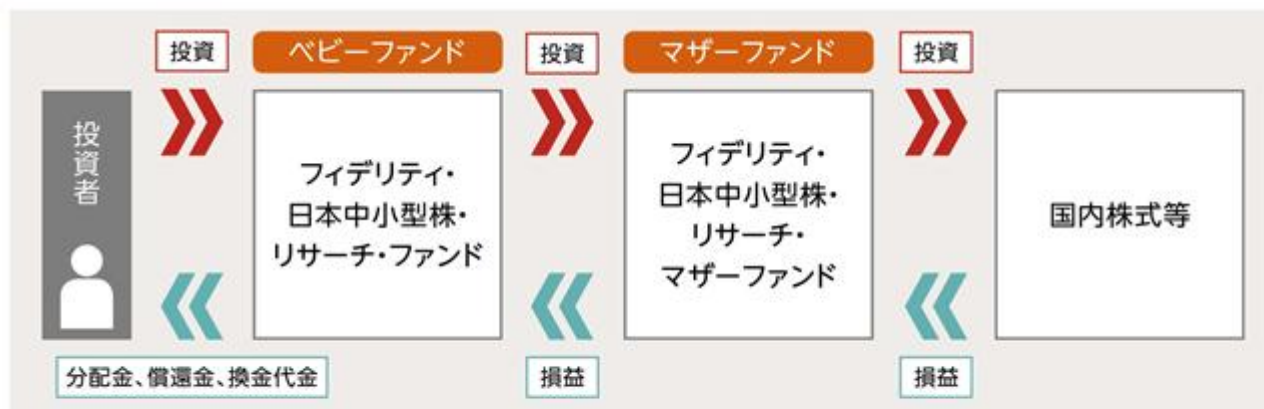 投資
ベビーファンド
投資
マザーファンド
投資
投資者
フィデリティ・
日本中小型株・
リサーチ・ファンド
フィデリティ・
日本中小型株・
リサーチ・
マザーファンド
国内株式等
分配金、償還金、換金代金
損益
損益